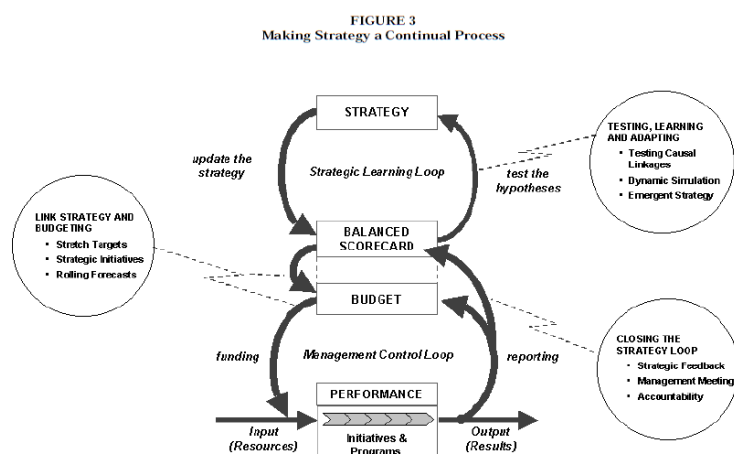 FIGURE 3
Making Strategy a Continual Process
STRATEGY
update the
strategy
Strategic Learning Loop
test the
hypotheses
TESTING, LEARNING
AND ADAPTING
• Testing Causal
Linkages
• Dynamic Simulation
• Emergent Strategy
LINK STRATEGY AND
BUDGETING
• Stretch Targets
• Strategic Initiatives
• Rolling Forecasts
BALANCED
SCORECARD
BUDGET
funding
Management Control Loop
reporting
CLOSING THE
STRATEGY LOOP
• Strategic Feedback
• Management Meeting
• Accountability
PERFORMANCE
Input
(Resources)
Initiatives &
Programs
Output
(Results)